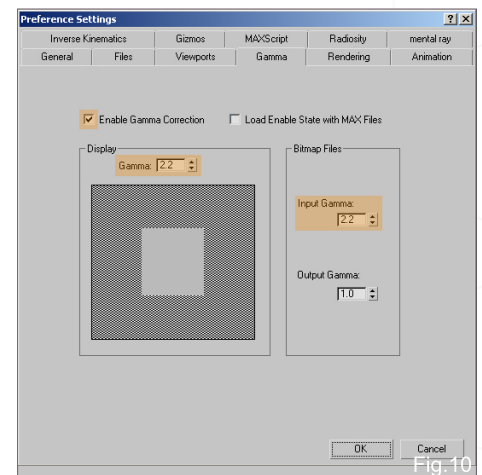 Preference Settings
Inverse Kinematics Gizmos MAXScript Radiosity mental ray
General Files Viewports Gamma Rendering Animation
Enable Gamma Correction Load Enable State with MAX Files
Display
Gamma: 2.2
Bitmap Files
Input Gamma:
2.2
Output Gamma:
1.0
OK Cancel
Fig.10